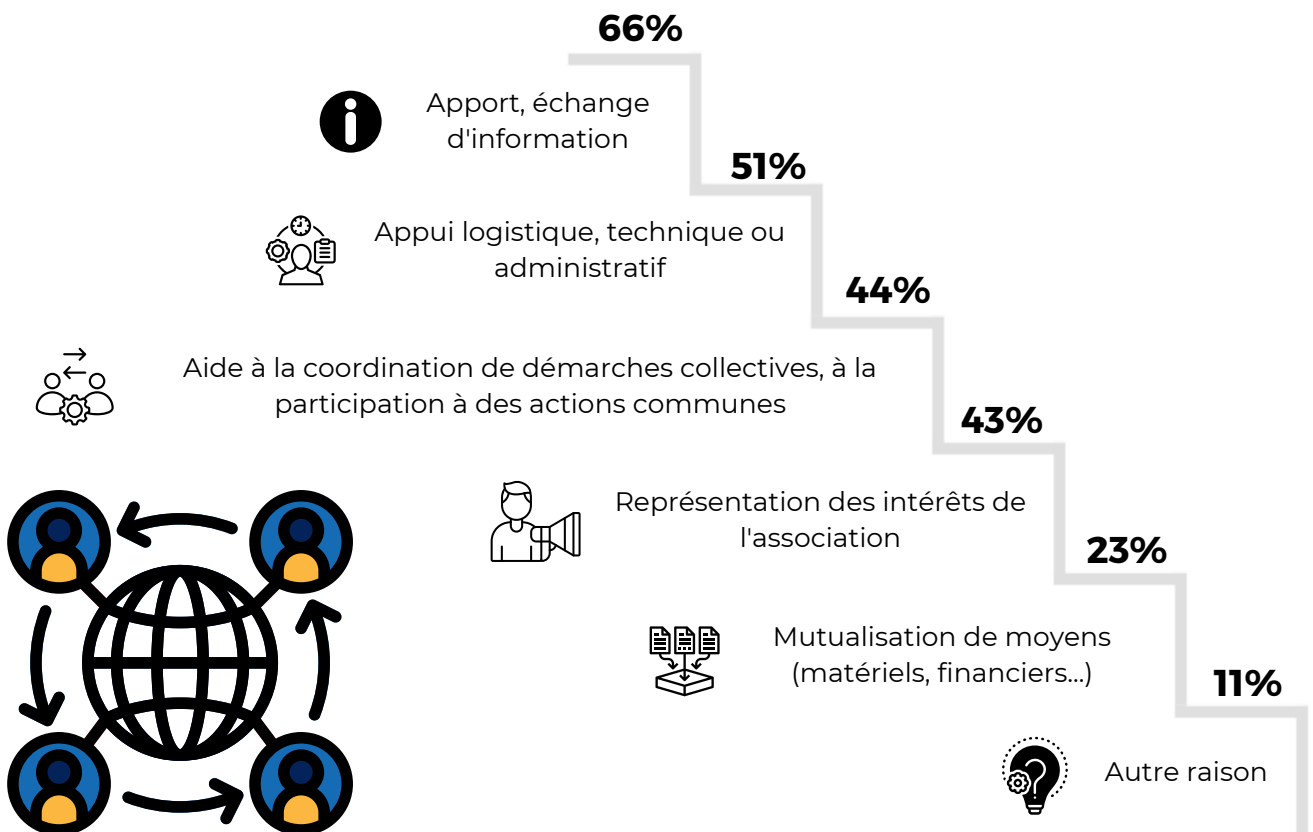 66%
Apport, échange
d'information
51%
Appui logistique, technique ou
administratif
44%
Aide à la coordination de démarches collectives, à la
participation à des actions communes
43%
Représentation des intérêts de
l'association
23%
Mutualisation de moyens
(matériels, financiers...)
11%
Autre raison